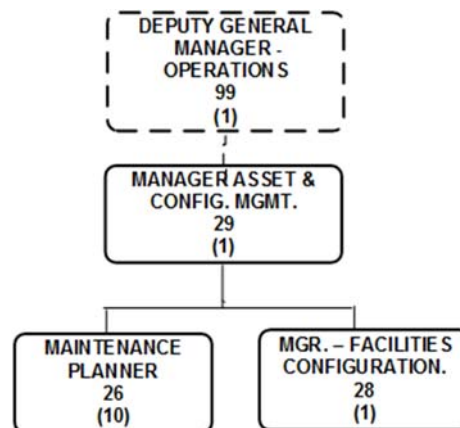 DEPUTY GENERAL
MANAGER -
OPERATIONS
99
(1)
MANAGER ASSET &
CONFIG. MGMT.
29
(1)
MAINTENANCE
PLANNER
26
(10)
MGR. – FACILITIES
CONFIGURATION.
28
(1)